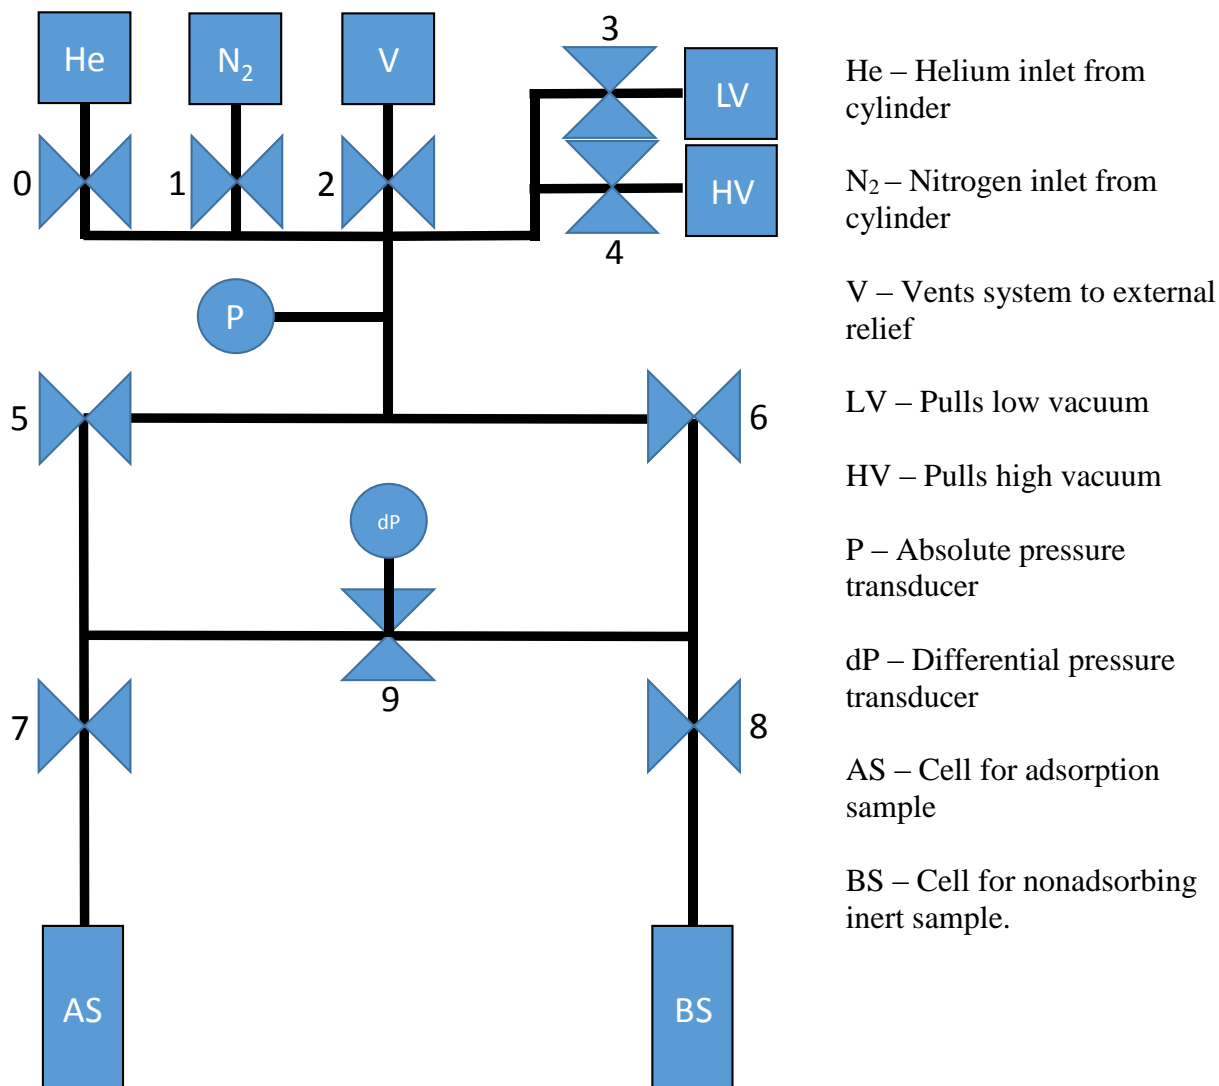 He
N2
V
3
LV
HV
4
0
1
2
P
5
6
dP
9
7
8
AS
BS
He – Helium inlet from
cylinder
N2 – Nitrogen inlet from
cylinder
V – Vents system to external
relief
LV – Pulls low vacuum
HV – Pulls high vacuum
P – Absolute pressure
transducer
dP – Differential pressure
transducer
AS – Cell for adsorption
sample
BS – Cell for nonadsorbing
inert sample.